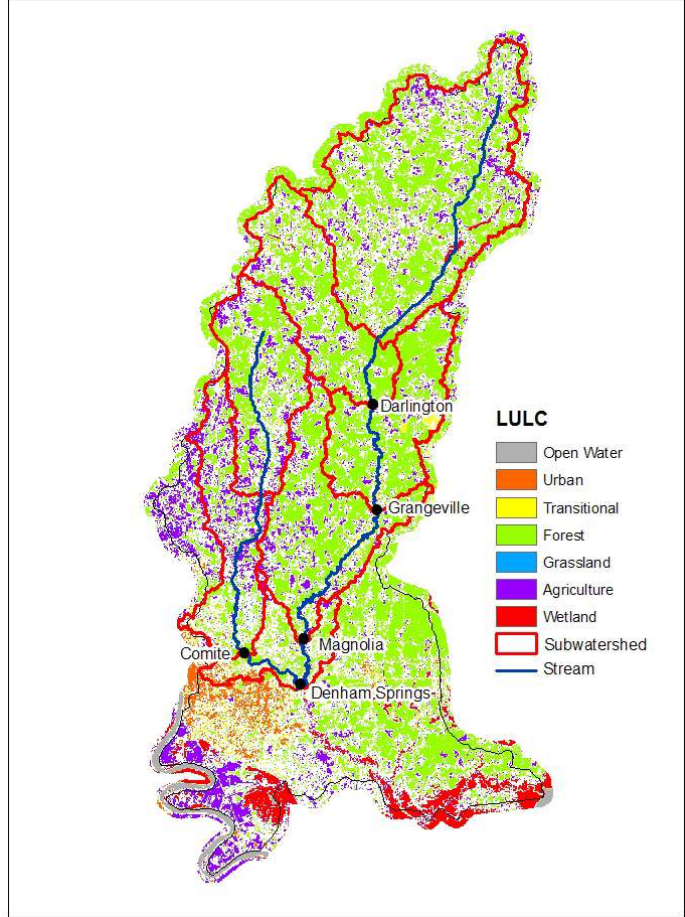 Darlington
LULC
Open Water
Urban
Transitional
Grangeville
Forest
Grassland
Agriculture
Wetland
Magnolia
Subwatershed
Comite
Stream
Denham Springs